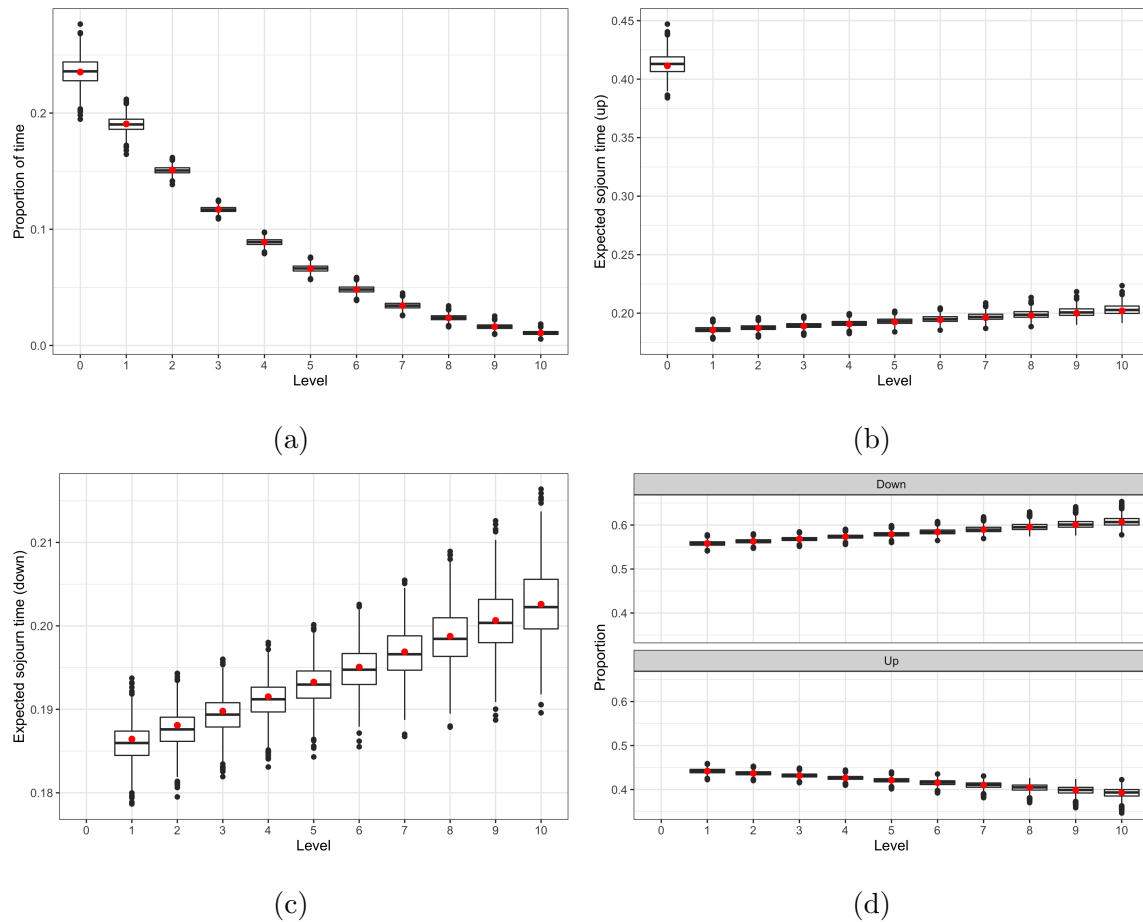 0.2
0.1
0.0
Proportion of time
0 1 2 3 4 5 6 7 8 9 10
Level
(a)
0.45
0.40
0.35
0.30
0.25
0.20
Expected sojourn time (up)
0 1 2 3 4 5 6 7 8 9 10
Level
(b)
0.21
0.20
0.19
0.18
Expected sojourn time (down)
0 1 2 3 4 5 6 7 8 9 10
Level
(c)
Down
0.6
0.5
0.4
Proportion
Up
0.6
0.5
0.4
0 1 2 3 4 5 6 7 8 9 10
Level
(d)